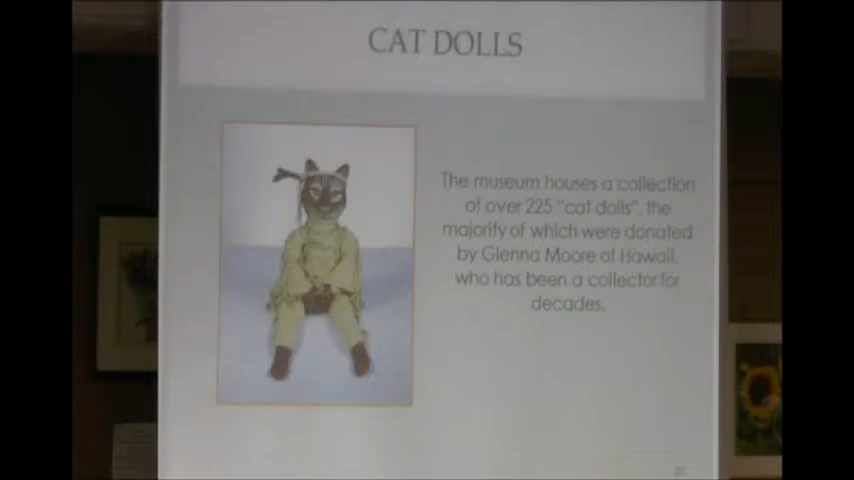 CAT DOLLS
The museum houses a collection
of over 225 "cat dolls", the
majority of which were donated
by Glenna Moore of Hawaii,
who has been a collector for
decades.